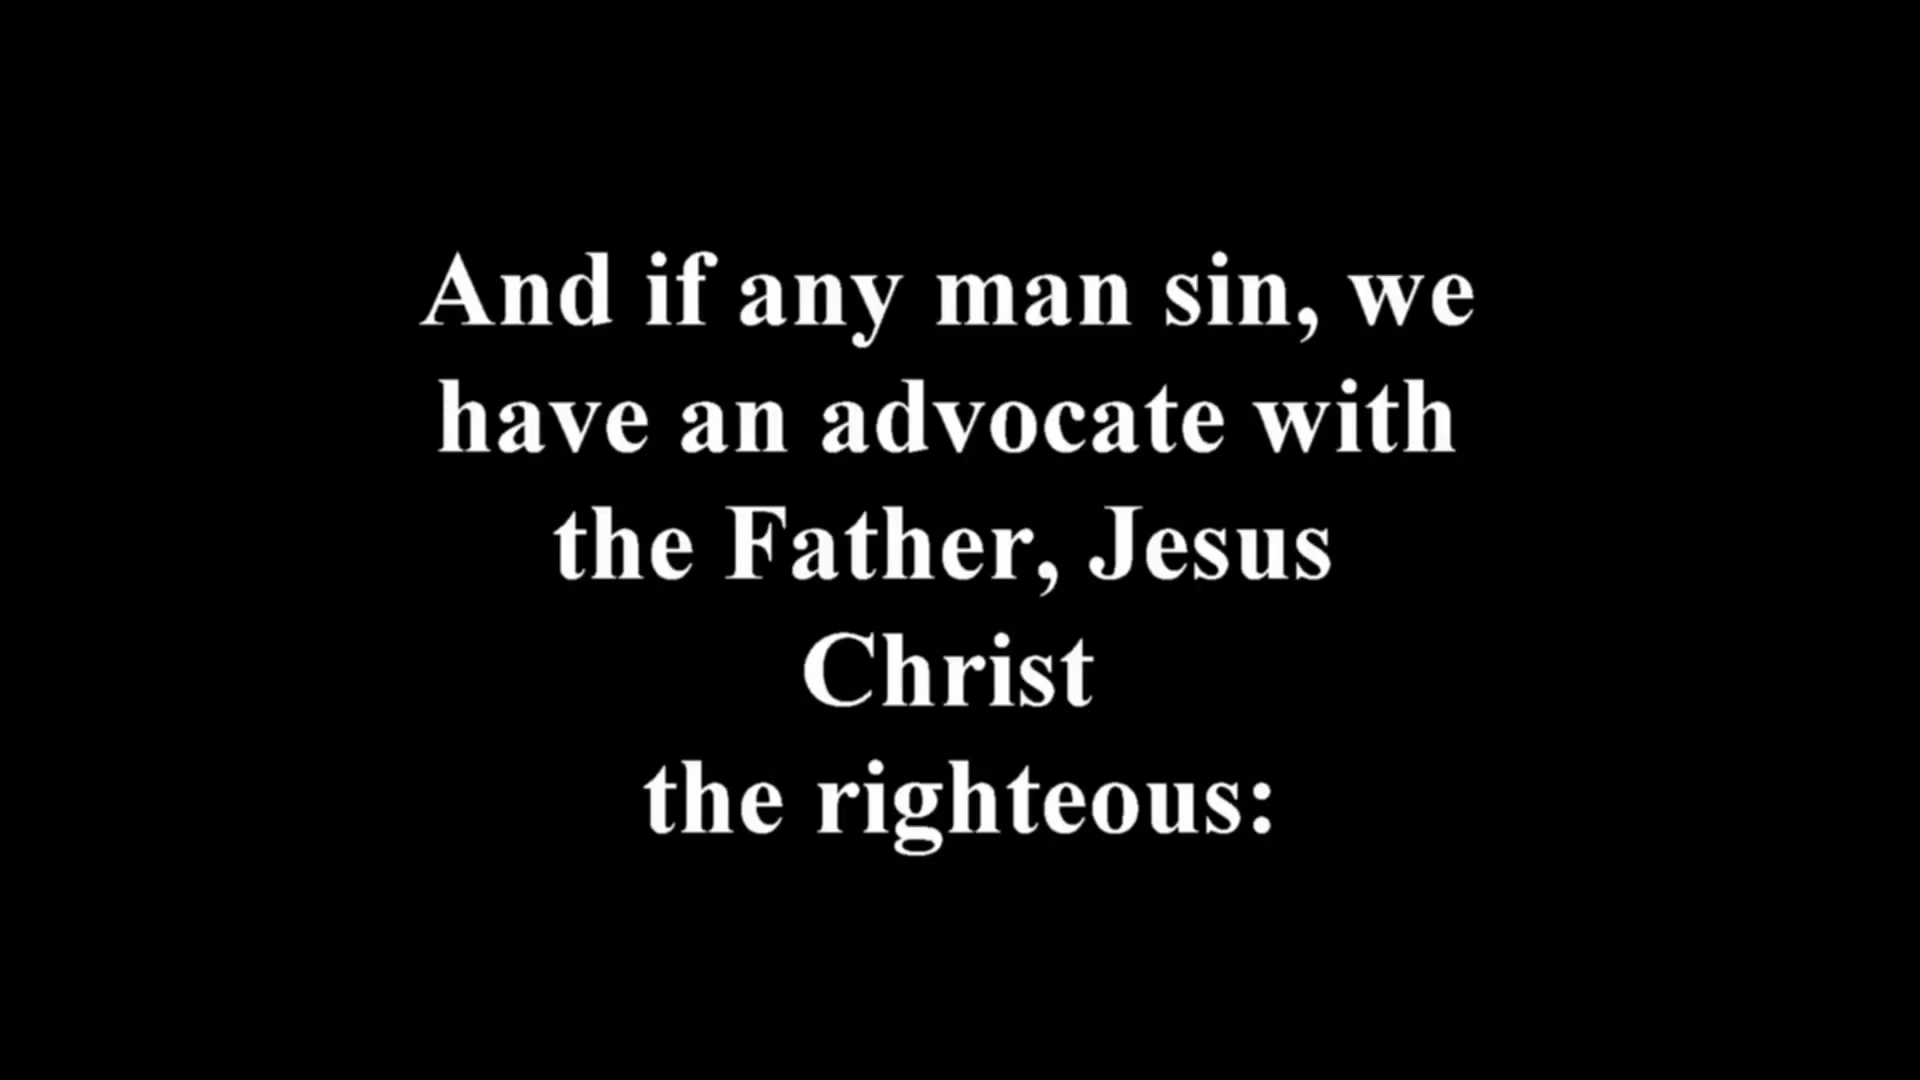 And if any man sin, we
have an advocate with
the Father, Jesus
Christ
the righteous: